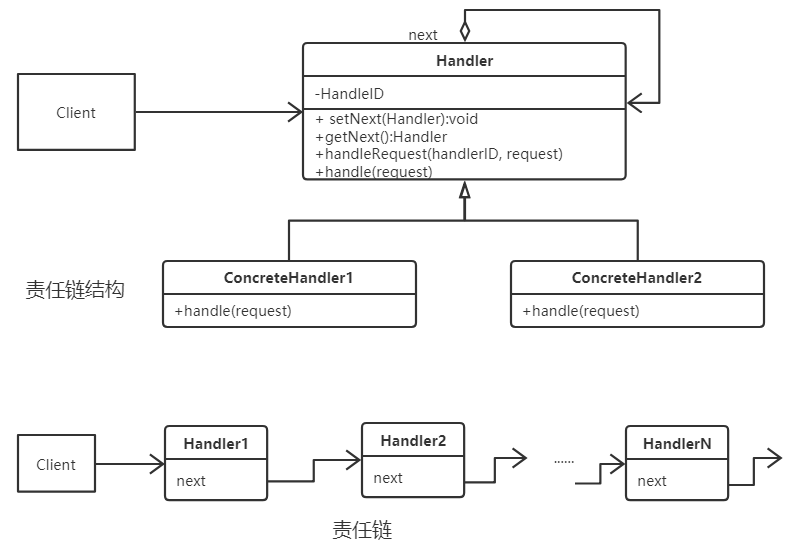 next
Handler
Client
-HandleID
+ setNext(Handler):void
+getNext():Handler
+handleRequest(handlerID, request)
+handle(request)
责任链结构
ConcreteHandler1
+handle(request)
ConcreteHandler2
+handle(request)
Client
Handler1
next
Handler2
next
......
HandlerN
next
责任链